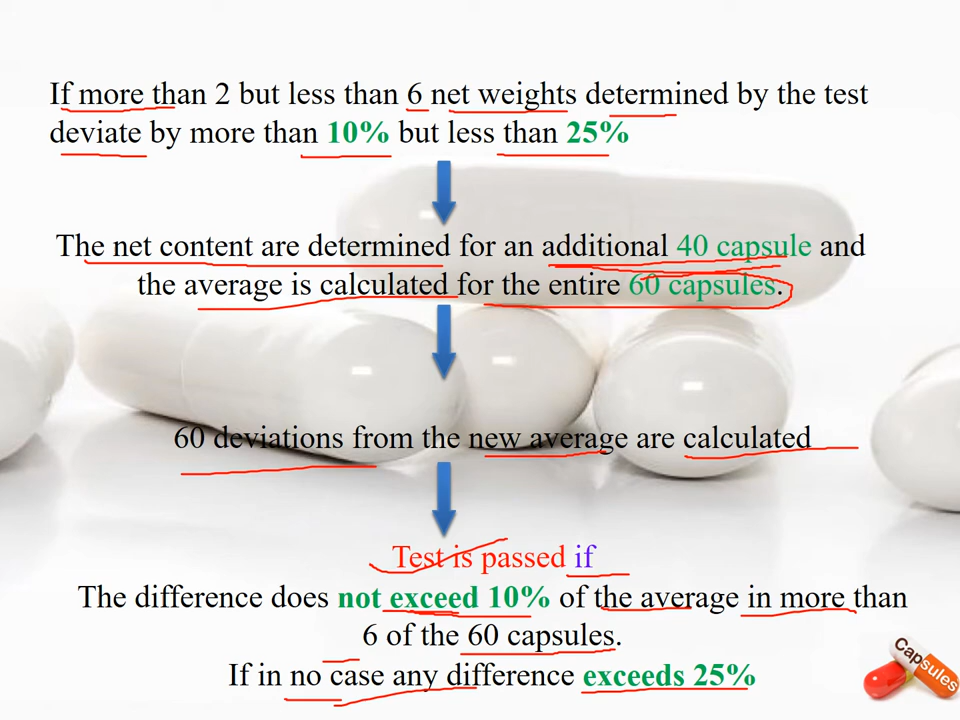 If more than 2 but less than 6 net weights determined by the test
deviate by more than 10% but less than 25%
The net content are determined for an additional 40 capsule and
the average is calculated for the entire 60 capsules.
60 deviations from the new average are calculated
Test is passed if
The difference does not exceed 10% of the average in more than
6 of the 60 capsules.
If in no case any difference exceeds 25%
Capsules